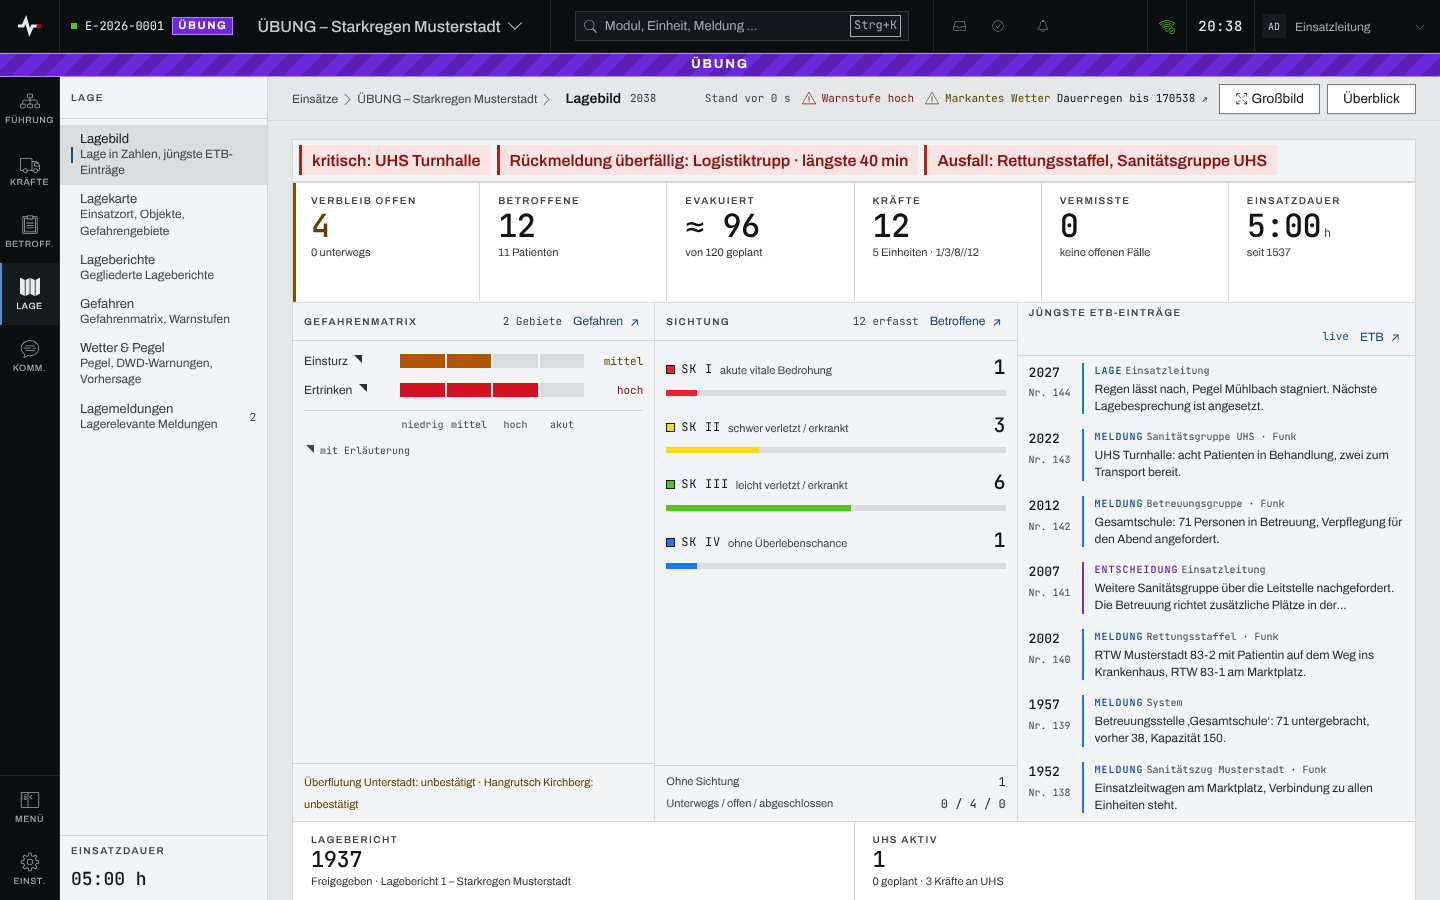 E-2026-0001 ÜBUNG ÜBUNG – Starkregen Musterstadt
Modul, Einheit, Meldung ... Strg+K
20:38 AD Einsatzleitung
ÜBUNG
FÜHRUNG
KRÄFTE
BETROFF.
LAGE
KOMM.
MENÜ
EINST.
LAGE
Lagebild
Lage in Zahlen, jüngste ETB-
Einträge
Lagekarte
Einsatzort, Objekte,
Gefahrengebiete
Lageberichte
Gegliederte Lageberichte
Gefahren
Gefahrenmatrix, Warnstufen
Wetter & Pegel
Pegel, DWD-Warnungen,
Vorhersage
Lagemeldungen
Lagerelevante Meldungen 2
EINSATZDAUER
05:00 h
Einsätze ÜBUNG – Starkregen Musterstadt Lagebild 2038
Stand vor 0 s Warnstufe hoch Markantes Wetter Dauerregen bis 170538 ↗ Großbild Überblick
kritisch: UHS Turnhalle Rückmeldung überfällig: Logistiktrupp · längste 40 min Ausfall: Rettungsstaffel, Sanitätsgruppe UHS
VERBLEIB OFFEN
4
0 unterwegs
BETROFFENE
12
11 Patienten
EVAKUIERT
≈ 96
von 120 geplant
KRÄFTE
12
5 Einheiten · 1/3/8//12
VERMISSTE
0
keine offenen Fälle
EINSATZDAUER
5:00 h
seit 1537
GEFAHRENMATRIX 2 Gebiete Gefahren ↗
Einsturz mittel
Ertrinken hoch
niedrig mittel hoch akut
mit Erläuterung
Überflutung Unterstadt: unbestätigt · Hangrutsch Kirchberg:
unbestätigt
SICHTUNG 12 erfasst Betroffene ↗
SK I akute vitale Bedrohung 1
SK II schwer verletzt / erkrankt 3
SK III leicht verletzt / erkrankt 6
SK IV ohne Überlebenschance 1
Ohne Sichtung 1
Unterwegs / offen / abgeschlossen 0 / 4 / 0
JÜNGSTE ETB-EINTRÄGE
live ETB ↗
2027 LAGE Einsatzleitung
Nr. 144 Regen lässt nach, Pegel Mühlbach stagniert. Nächste
Lagebesprechung ist angesetzt.
2022 MELDUNG Sanitätsgruppe UHS · Funk
Nr. 143 UHS Turnhalle: acht Patienten in Behandlung, zwei zum
Transport bereit.
2012 MELDUNG Betreuungsgruppe · Funk
Nr. 142 Gesamtschule: 71 Personen in Betreuung, Verpflegung für
den Abend angefordert.
2007 ENTSCHEIDUNG Einsatzleitung
Nr. 141 Weitere Sanitätsgruppe über die Leitstelle nachgefordert.
Die Betreuung richtet zusätzliche Plätze in der...
2002 MELDUNG Rettungsstaffel · Funk
Nr. 140 RTW Musterstadt 83-2 mit Patientin auf dem Weg ins
Krankenhaus, RTW 83-1 am Marktplatz.
1957 MELDUNG System
Nr. 139 Betreuungsstelle ‚Gesamtschule‘: 71 untergebracht,
vorher 38, Kapazität 150.
1952 MELDUNG Sanitätszug Musterstadt · Funk
Nr. 138 Einsatzleitwagen am Marktplatz, Verbindung zu allen
Einheiten steht.
LAGEBERICHT
1937
Freigegeben · Lagebericht 1 – Starkregen Musterstadt
UHS AKTIV
1
0 geplant · 3 Kräfte an UHS